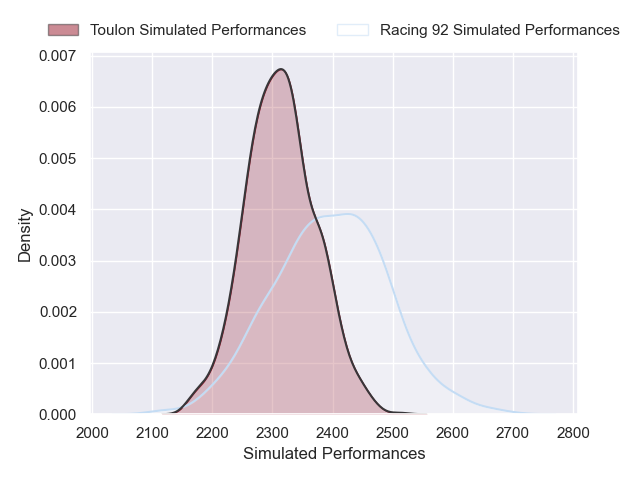 Toulon Simulated Performances
Racing 92 Simulated Performances
0.007
0.006
0.005
0.004
0.003
0.002
0.001
0.000
Density
2000 2100 2200 2300 2400 2500 2600 2700 2800
Simulated Performances